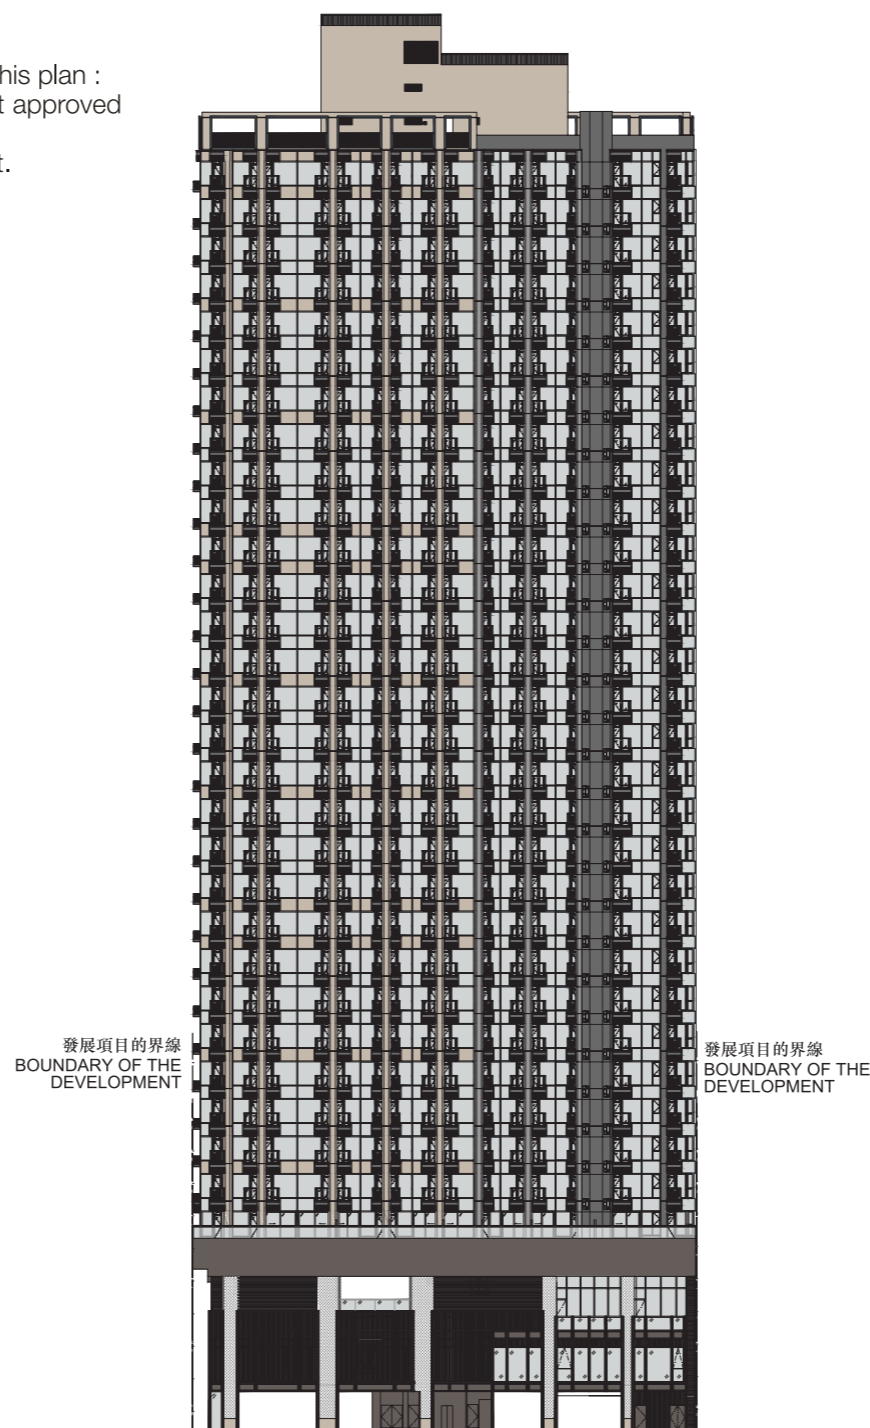 his plan :
t approved
t.
發展項目的界線
BOUNDARY OF THE
DEVELOPMENT
發展項目的界線
BOUNDARY OF THE
DEVELOPMENT